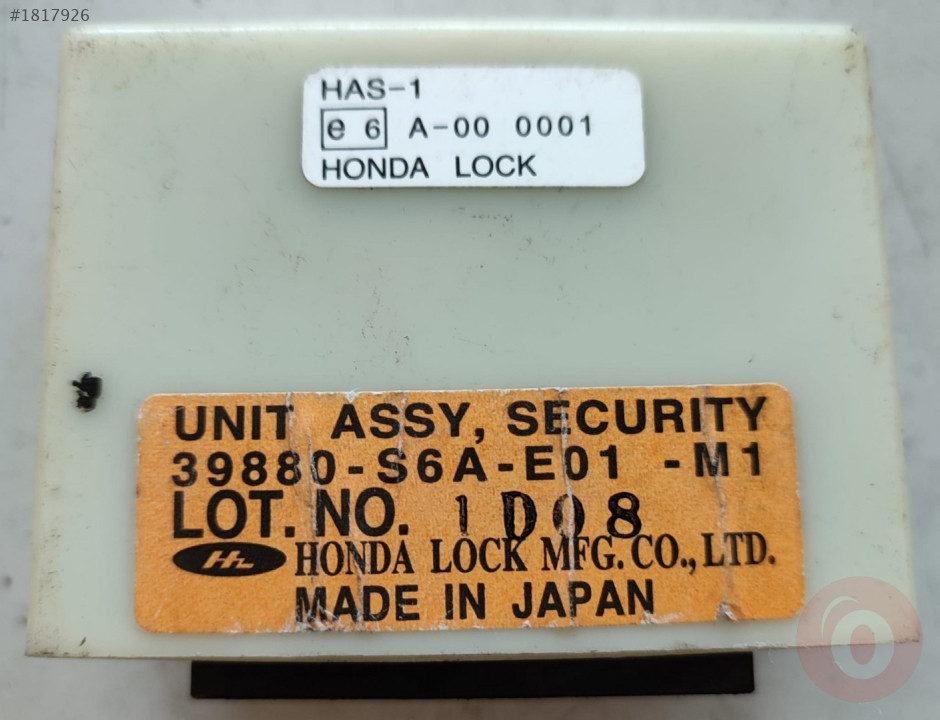 #1817926
HAS-1
e 6 A-00 0001
HONDA LOCK
UNIT ASSY, SECURITY
39880-S6A-E01 -M1
LOT. NO. 1D08
HL HONDA LOCK MFG. CO., LTD.
MADE IN JAPAN